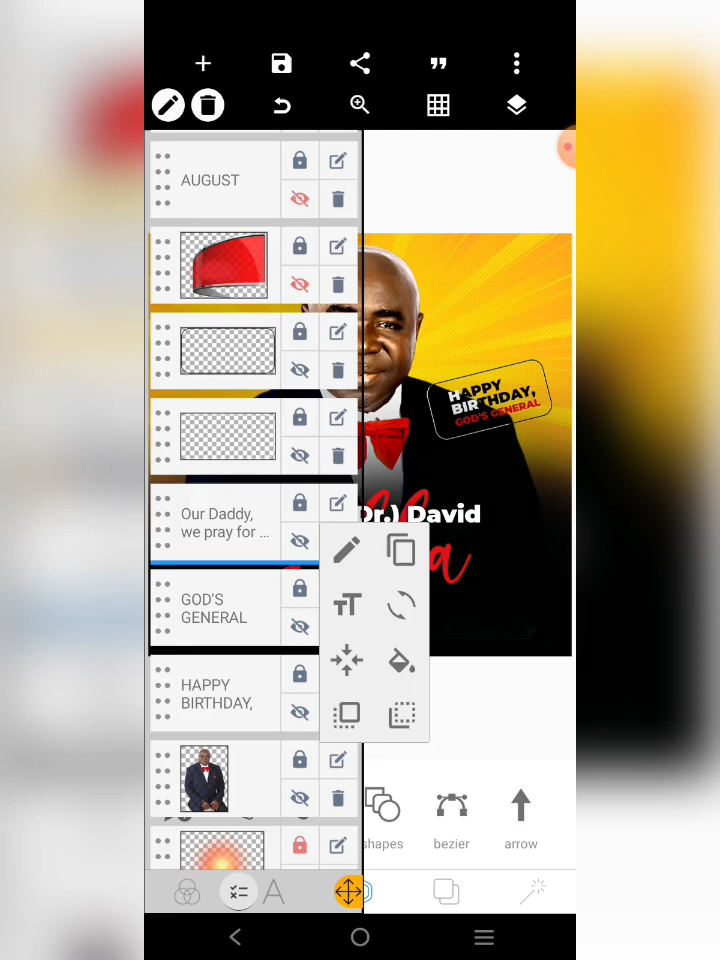 AUGUST
HAPPY
BIRTHDAY,
GOD'S GENERAL
Our Daddy,
we pray for ...
Dr.) David
a
GOD'S
GENERAL
HAPPY
BIRTHDAY,
shapes
bezier
arrow